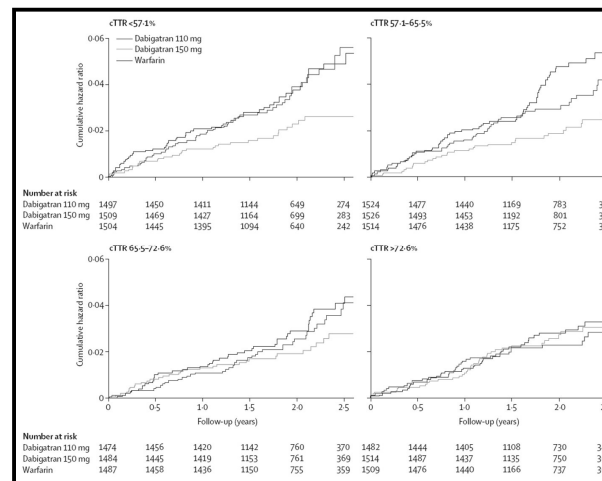 cTTR <57·1%
cTTR 57·1–65·5%
0·06
0·04
0·02
0
Cumulative hazard ratio
Dabigatran 110 mg
Dabigatran 150 mg
Warfarin
Number at risk
Dabigatran 110 mg 1497 1450 1411 1144 699 274 1524 1477 1440 1169 783
Dabigatran 150 mg 1509 1469 1427 1164 699 283 1526 1493 1453 1192 801
Warfarin 1504 1445 1395 1094 640 242 1514 1476 1438 1175 752
cTTR 65·5–72·6%
cTTR >72·6%
0·06
0·04
0·02
0
Cumulative hazard ratio
0 0·5 1·0 1·5 2·0 2·5 0 0·5 1·0 1·5 2·0
Follow-up (years)
Follow-up (years)
Number at risk
Dabigatran 110 mg 1474 1456 1420 1142 760 370 1482 1444 1405 1108 730
Dabigatran 150 mg 1484 1445 1419 1153 761 369 1514 1487 1437 1135 750
Warfarin 1487 1458 1436 1150 755 359 1509 1476 1440 1166 737